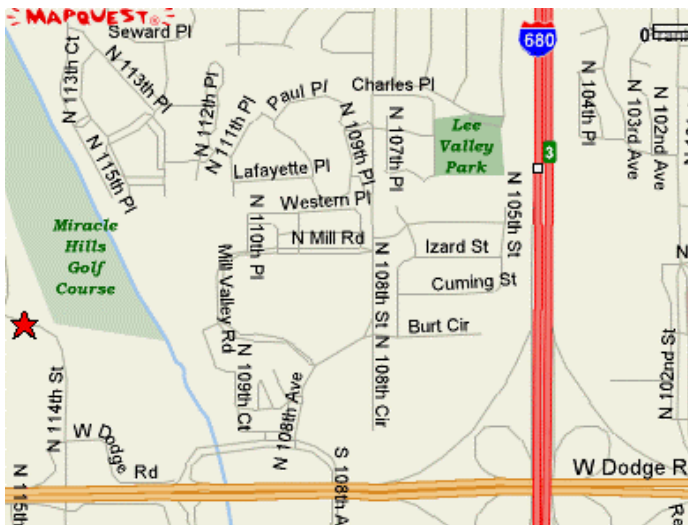 MAPQUEST®
Seward Pl
680
0
N 113th Ct
N 113th Pl
N 112th Pl
N 111th Pl
Paul Pl
Charles Pl
N 109th Pl
N 107th Pl
Lee
Valley
Park
3
N 104th Pl
N 103rd Ave
N 102nd Ave
N 115th Pl
Lafayette Pl
Western Pl
N 105th St
Miracle
Hills
Golf
Course
N 110th Pl
N Mill Rd
Mill Valley Rd
N 108th St
Izard St
Cuming St
N
Burt Cir
N 108th Cir
N 102nd St
N 114th St
N 109th Ct
N 108th Ave
W Dodge
Rd
S 108th A
W Dodge R
N 115th
Re